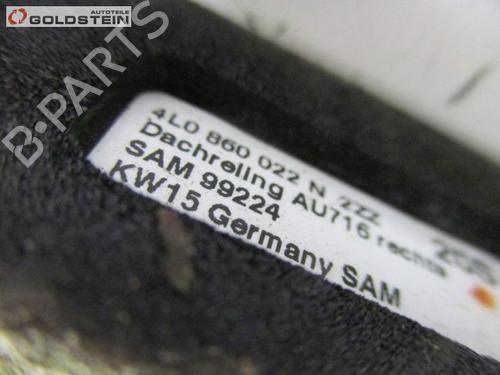 AUTOTEILE
GOLDSTEIN
B-PARTS
4L0 860 022 N 2ZZ
Dachreling AU716 rechts
SAM 99224
KW15 Germany SAM